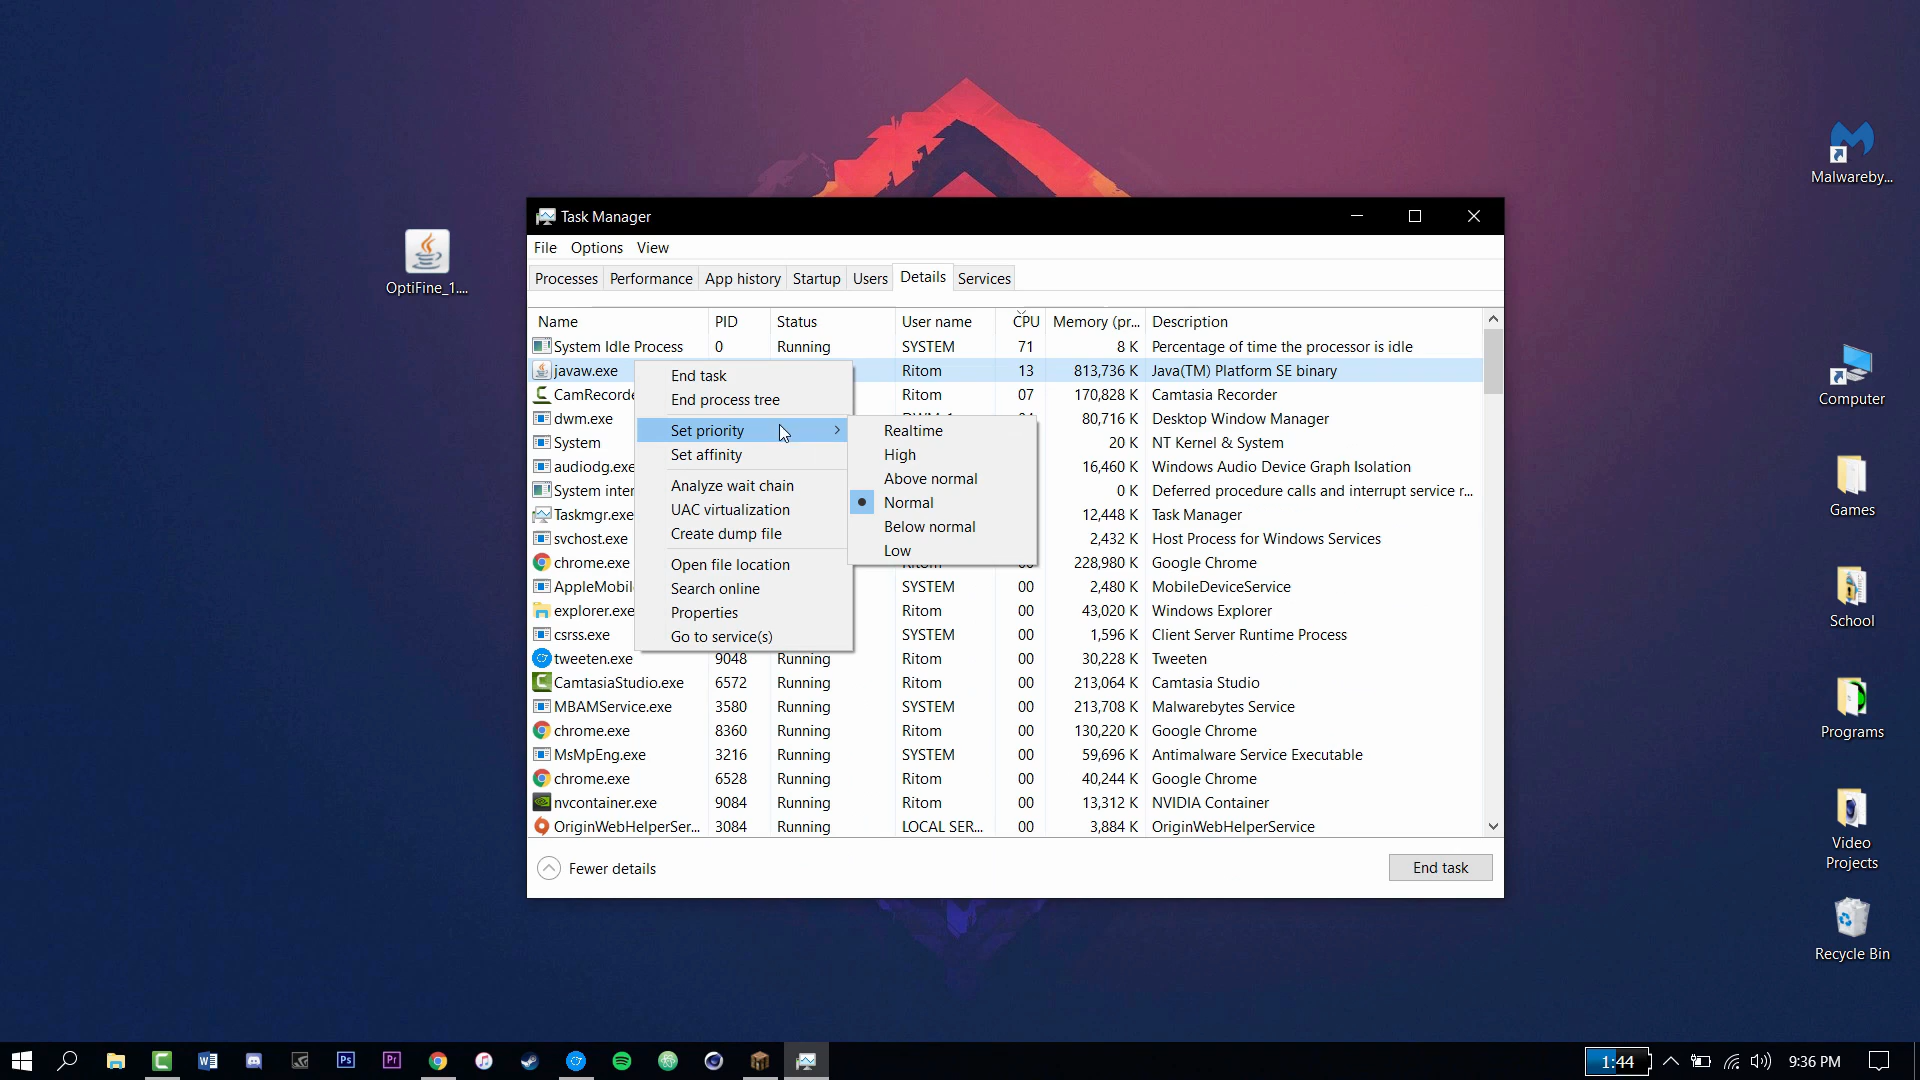 Malwareby...
OptiFine_1....
Computer
Games
School
Programs
Video
Projects
Recycle Bin
Task Manager
File Options View
Processes Performance App history Startup Users Details Services
Name PID Status User name CPU Memory (pr... Description
System Idle Process 0 Running SYSTEM 71 8 K Percentage of time the processor is idle
javaw.exe Ritom 13 813,736 K Java(TM) Platform SE binary
CamRecorde Ritom 07 170,828 K Camtasia Recorder
dwm.exe 80,716 K Desktop Window Manager
System 20 K NT Kernel & System
audiodg.exe 16,460 K Windows Audio Device Graph Isolation
System inter 0 K Deferred procedure calls and interrupt service r...
Taskmgr.exe 12,448 K Task Manager
svchost.exe 2,432 K Host Process for Windows Services
chrome.exe 228,980 K Google Chrome
AppleMobil SYSTEM 00 2,480 K MobileDeviceService
explorer.exe Ritom 00 43,020 K Windows Explorer
csrss.exe SYSTEM 00 1,596 K Client Server Runtime Process
tweeten.exe 9048 Running Ritom 00 30,228 K Tweeten
CamtasiaStudio.exe 6572 Running Ritom 00 213,064 K Camtasia Studio
MBAMService.exe 3580 Running SYSTEM 00 213,708 K Malwarebytes Service
chrome.exe 8360 Running Ritom 00 130,220 K Google Chrome
MsMpEng.exe 3216 Running SYSTEM 00 59,696 K Antimalware Service Executable
chrome.exe 6528 Running Ritom 00 40,244 K Google Chrome
nvcontainer.exe 9084 Running Ritom 00 13,312 K NVIDIA Container
OriginWebHelperSer... 3084 Running LOCAL SER... 00 3,884 K OriginWebHelperService
End task
End process tree
Set priority
Set affinity
Analyze wait chain
UAC virtualization
Create dump file
Open file location
Search online
Properties
Go to service(s)
Realtime
High
Above normal
Normal
Below normal
Low
Fewer details End task
Ps Pr 1:44 9:36 PM